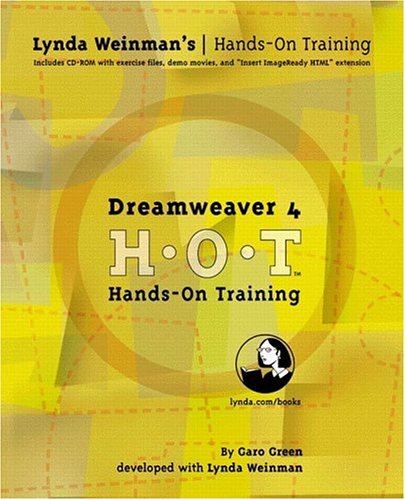 Lynda Weinman's | Hands-On Training
Includes CD-ROM with exercise files, demo movies, and "Insert ImageReady HTML" extension
Dreamweaver 4
H•O•T™
Hands-On Training
lynda.com/books
By Garo Green
developed with Lynda Weinman